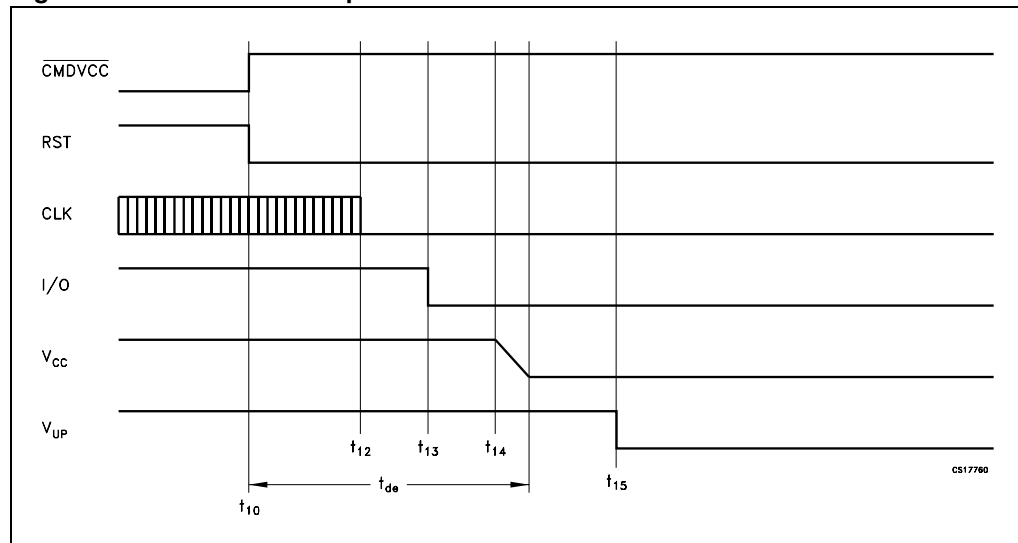 CMDVCC
RST
CLK
I/O
VCC
VUP
t12
t13
t14
t15
tde
t10
CS17760